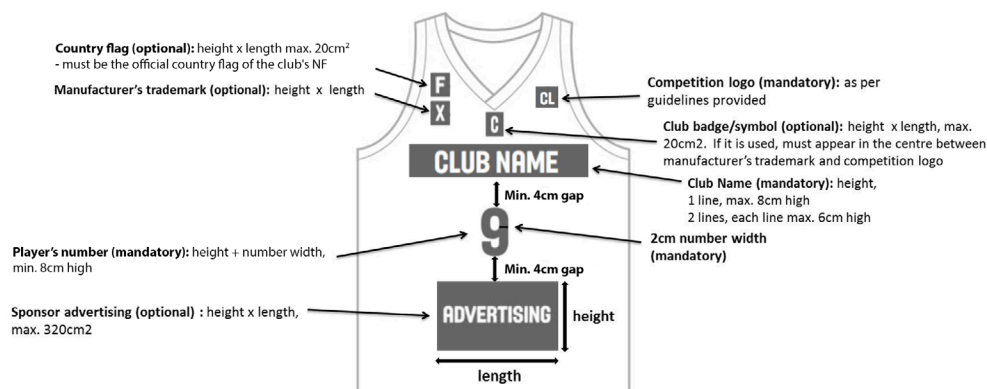 Country flag (optional): height x length max. 20cm²
- must be the official country flag of the club's NF
Manufacturer's trademark (optional): height x length
F
X
C
CL
Competition logo (mandatory): as per
guidelines provided
Club badge/symbol (optional): height x length, max.
20cm2. If it is used, must appear in the centre between
manufacturer's trademark and competition logo
CLUB NAME
Club Name (mandatory): height,
1 line, max. 8cm high
2 lines, each line max. 6cm high
Min. 4cm gap
9
2cm number width
(mandatory)
Player's number (mandatory): height + number width,
min. 8cm high
Min. 4cm gap
Sponsor advertising (optional) : height x length,
max. 320cm2
ADVERTISING
height
length